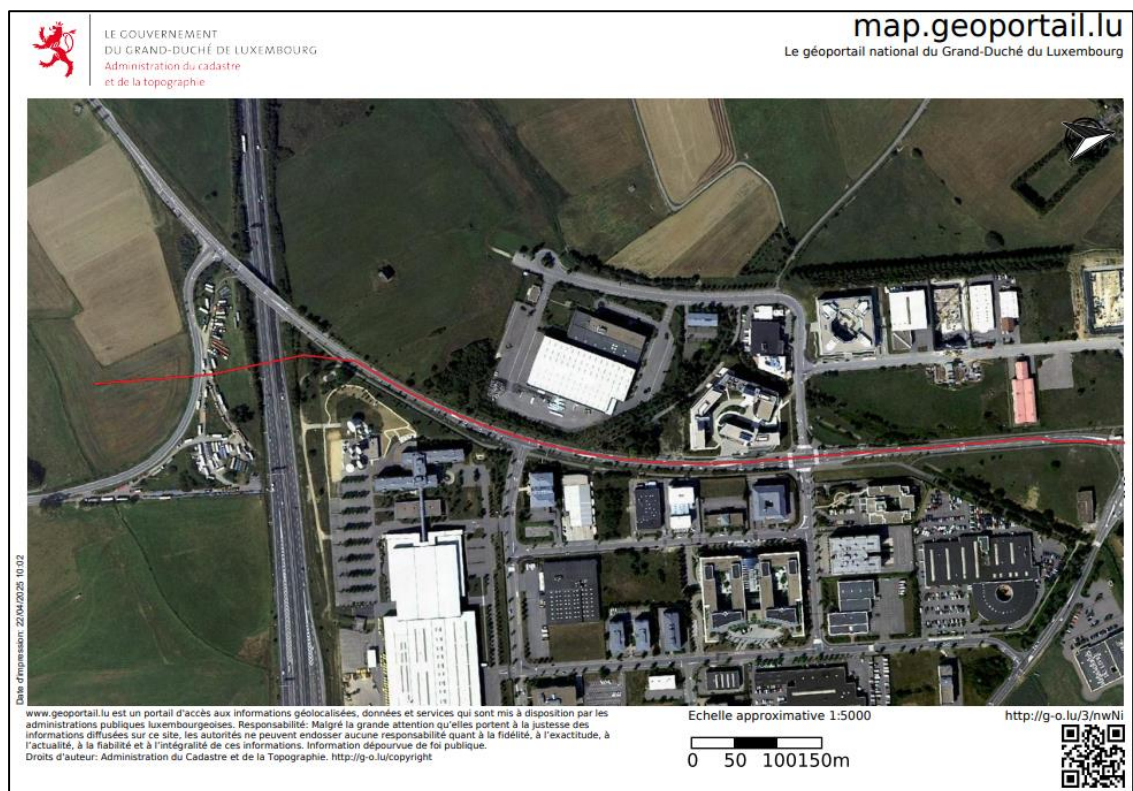 LE GOUVERNEMENT
DU GRAND-DUCHÉ DE LUXEMBOURG
Administration du cadastre
et de la topographie
map.geoportail.lu
Le géoportail national du Grand-Duché du Luxembourg
Date d'impression: 22/04/2025 10:02
www.geoportail.lu est un portail d'accès aux informations géolocalisées, données et services qui sont mis à disposition par les
administrations publiques luxembourgeoises. Responsabilité: Malgré la grande attention qu'elles portent à la justesse des
informations diffusées sur ce site, les autorités ne peuvent endosser aucune responsabilité quant à la fidélité, à l'exactitude, à
l'actualité, à la fiabilité et à l'intégralité de ces informations. Information dépourvue de foi publique.
Droits d'auteur: Administration du Cadastre et de la Topographie. http://g-o.lu/copyright
Echelle approximative 1:5000
0 50 100150m
http://g-o.lu/3/nwNi